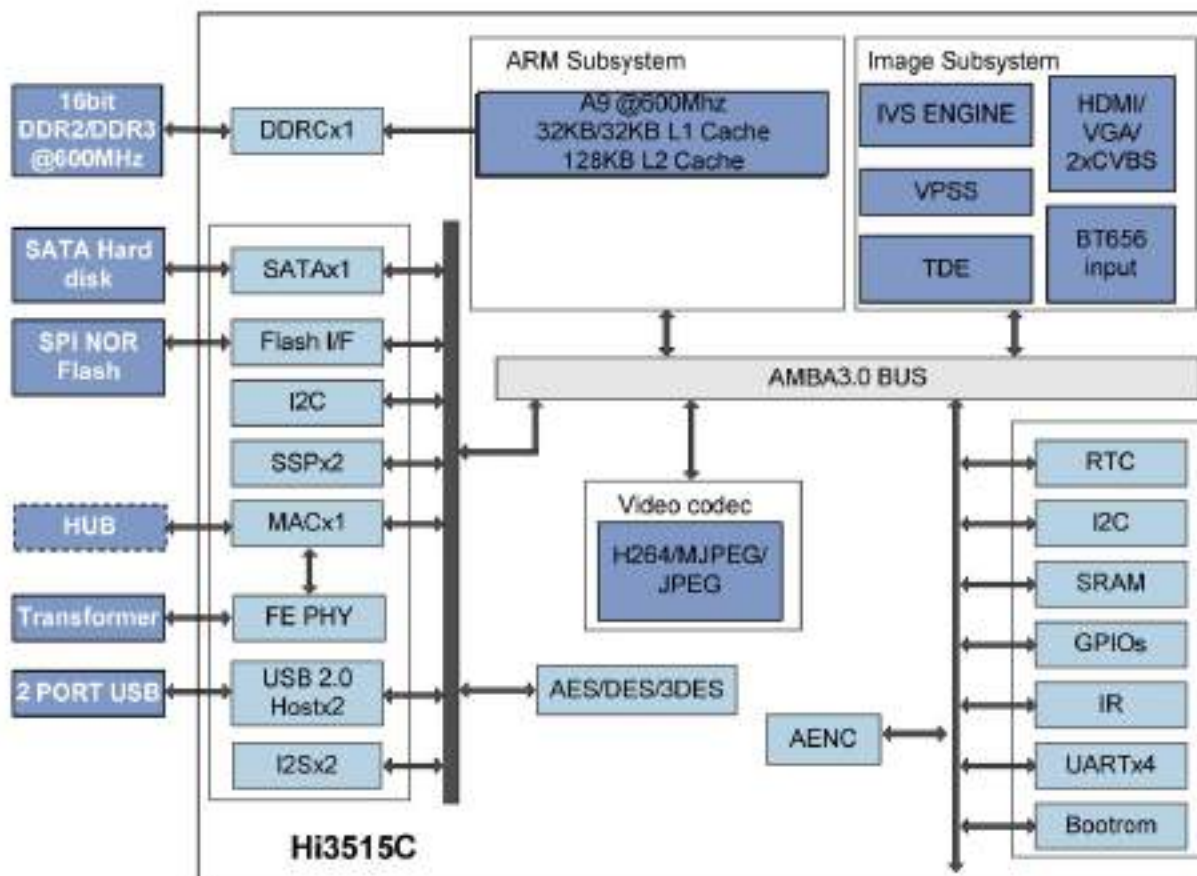 16bit
DDR2/DDR3
@600MHz
SATA Hard
disk
SPI NOR
Flash
HUB
Transformer
2 PORT USB
DDRCx1
SATAx1
Flash I/F
I2C
SSPx2
MACx1
FE PHY
USB 2.0
Hostx2
I2Sx2
Hi3515C
ARM Subsystem
A9 @600Mhz
32KB/32KB L1 Cache
128KB L2 Cache
Image Subsystem
IVS ENGINE
VPSS
TDE
HDMI/
VGA/
2xCVBS
BT656
input
AMBA3.0 BUS
Video codec
H264/MJPEG/
JPEG
AES/DES/3DES
AENC
RTC
I2C
SRAM
GPIOs
IR
UARTx4
Bootrom